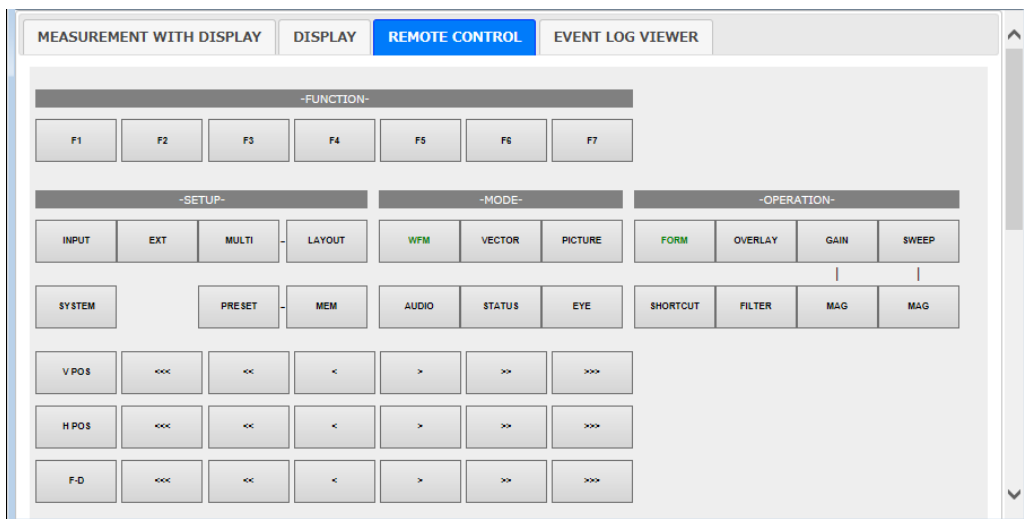 MEASUREMENT WITH DISPLAY DISPLAY REMOTE CONTROL EVENT LOG VIEWER
-FUNCTION-
F1 F2 F3 F4 F5 F6 F7
-SETUP- -MODE- -OPERATION-
INPUT EXT MULTI - LAYOUT WFM VECTOR PICTURE FORM OVERLAY GAIN SWEEP
| |
SYSTEM PRESET - MEM AUDIO STATUS EYE SHORTCUT FILTER MAG MAG
V POS <<< << < > >> >>>
H POS <<< << < > >> >>>
F-D <<< << < > >> >>>